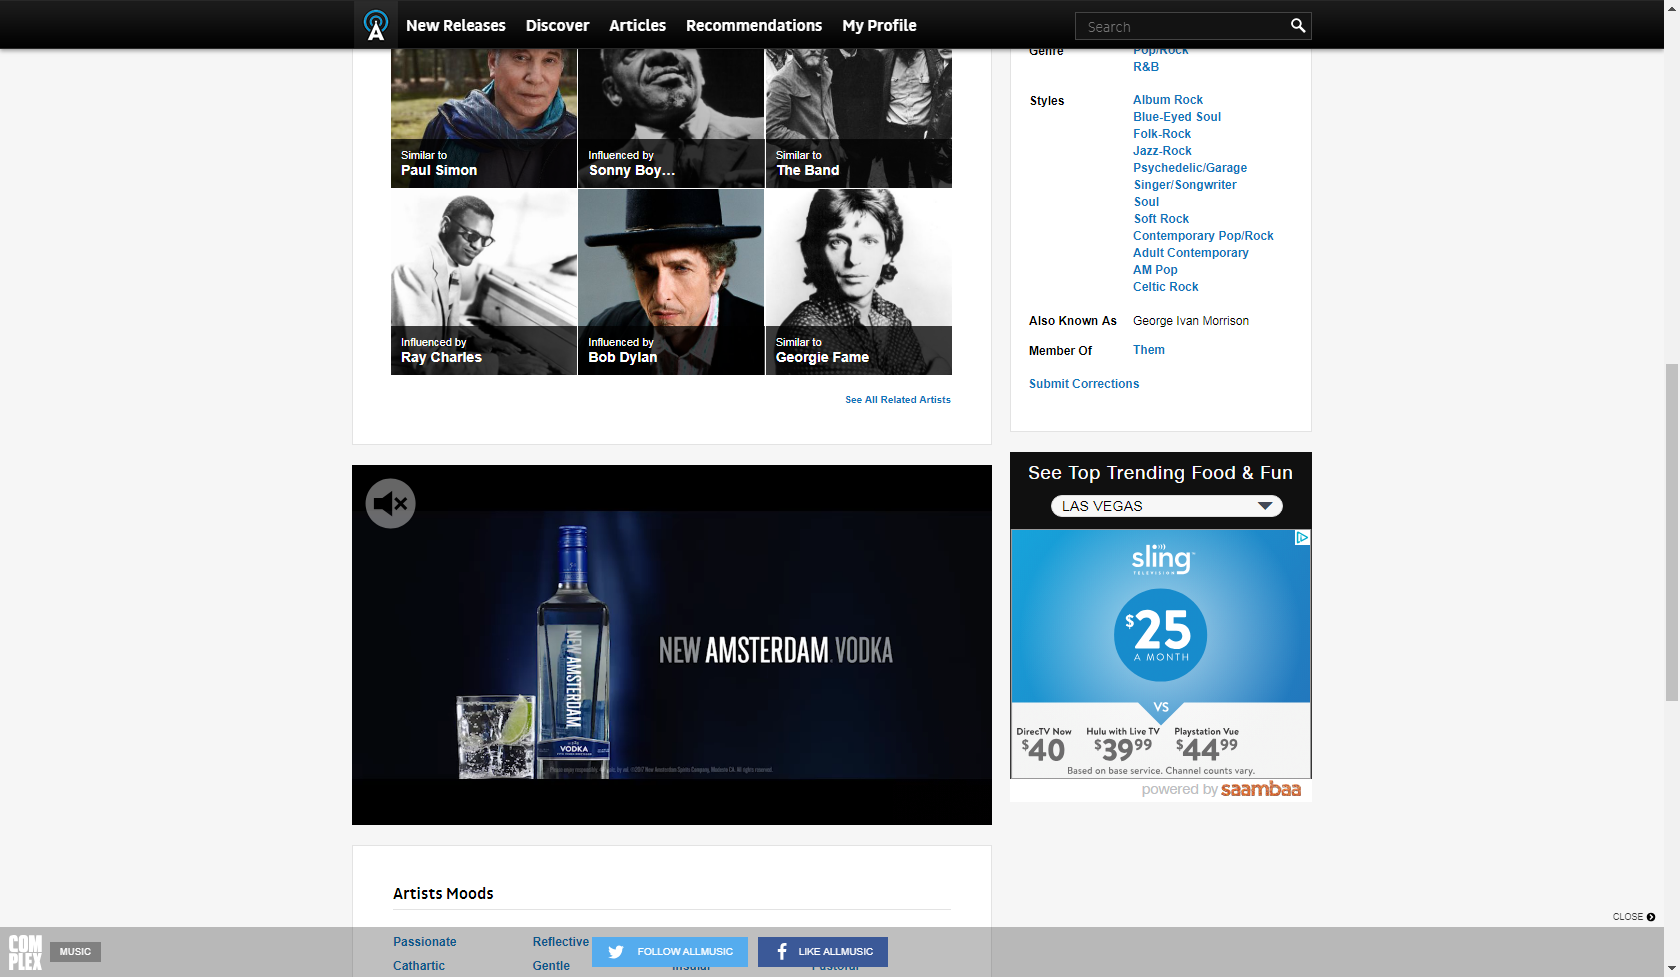 New Releases
Discover
Articles
Recommendations
My Profile
Search
Similar to
Paul Simon
Influenced by
Sonny Boy...
Similar to
The Band
Influenced by
Ray Charles
Influenced by
Bob Dylan
Similar to
Georgie Fame
See All Related Artists
Genre
Pop/Rock
R&B
Styles
Album Rock
Blue-Eyed Soul
Folk-Rock
Jazz-Rock
Psychedelic/Garage
Singer/Songwriter
Soul
Soft Rock
Contemporary Pop/Rock
Adult Contemporary
AM Pop
Celtic Rock
Also Known As
George Ivan Morrison
Member Of
Them
Submit Corrections
NEW AMSTERDAM
VODKA
NEW AMSTERDAM VODKA
See Top Trending Food & Fun
LAS VEGAS
sling
TELEVISION
$25
A MONTH
VS
DirecTV Now
$40
Hulu with Live TV
$39 99
Playstation Vue
$44 99
Based on base service. Channel counts vary.
powered by saambaa
Artists Moods
Passionate
Reflective
Cathartic
Gentle
Insular
Pastoral
CLOSE
COMPLEX
MUSIC
FOLLOW ALLMUSIC
LIKE ALLMUSIC